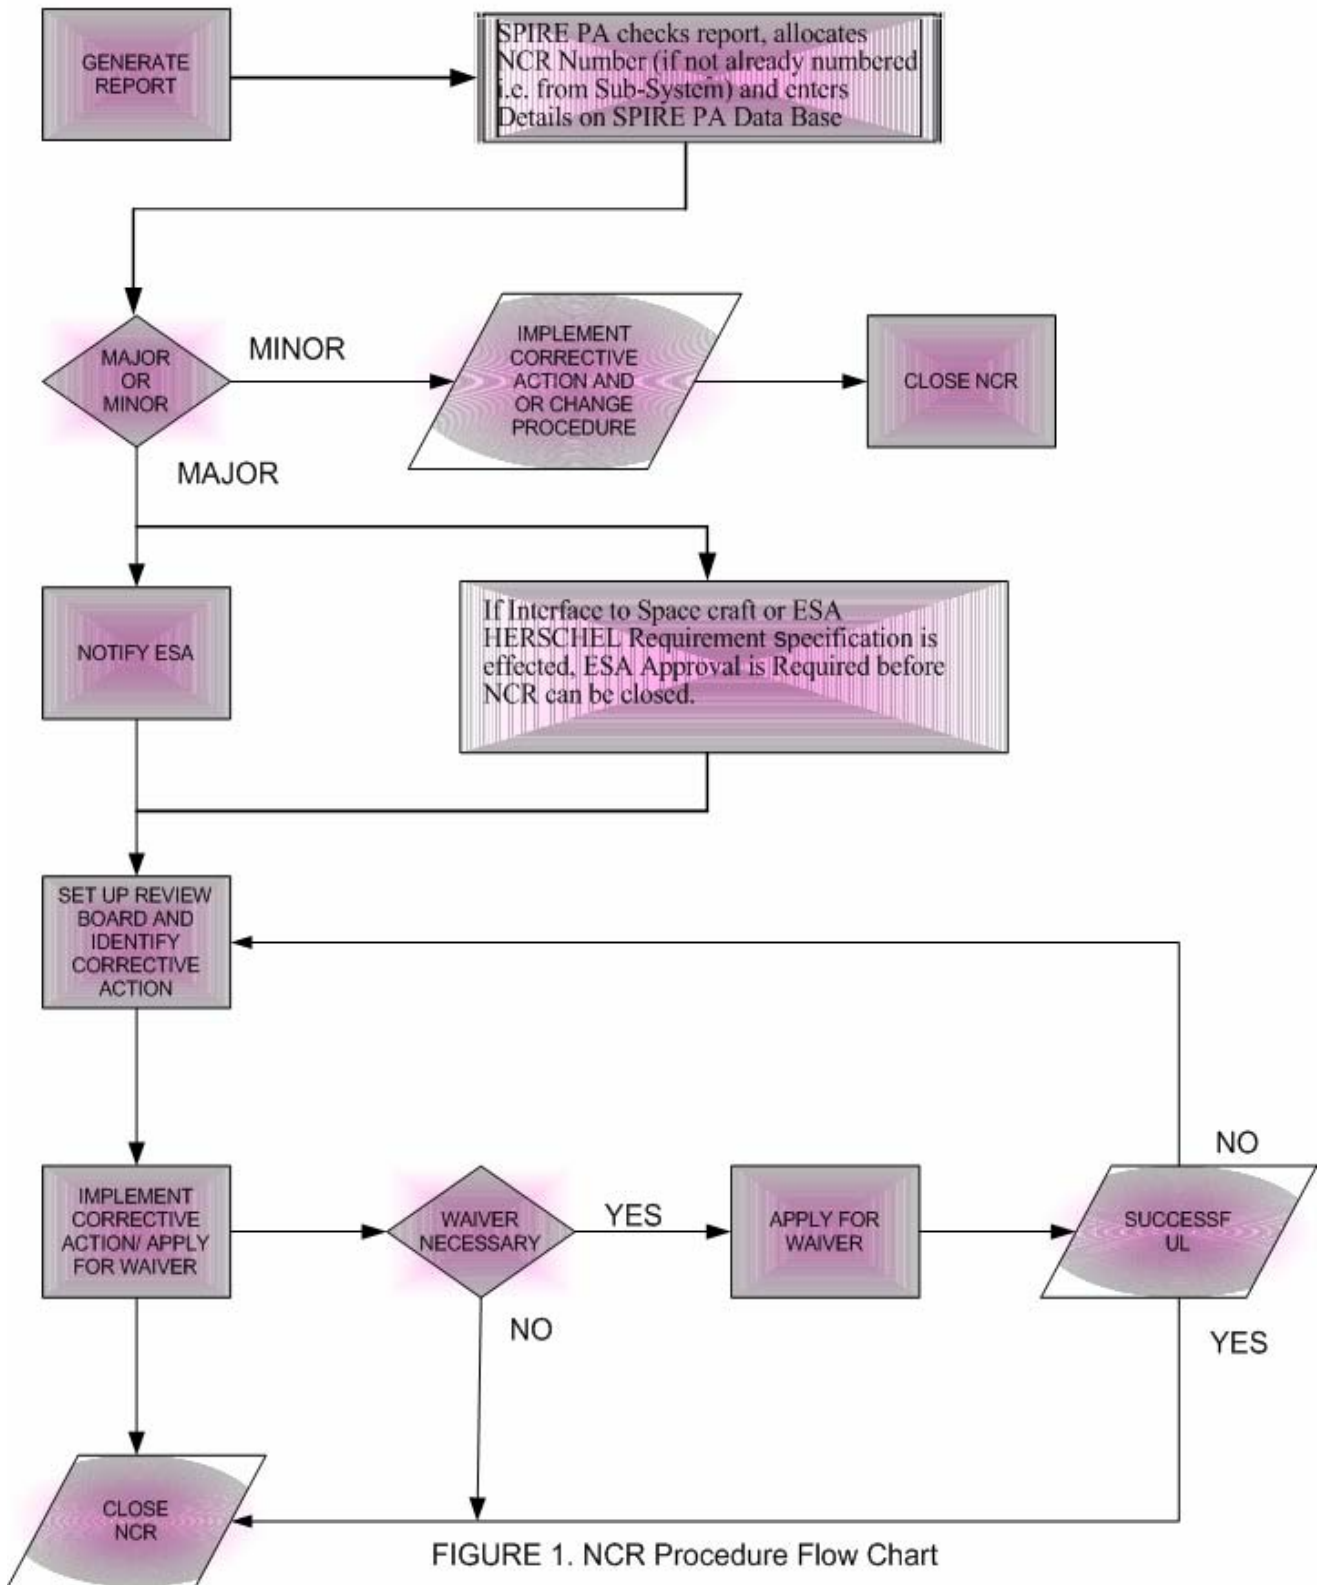 GENERATE
REPORT
SPIRE PA checks report, allocates
NCR Number (if not already numbered
i.e. from Sub-System) and enters
Details on SPIRE PA Data Base
MAJOR
OR
MINOR
MINOR
IMPLEMENT
CORRECTIVE
ACTION AND
OR CHANGE
PROCEDURE
CLOSE NCR
MAJOR
NOTIFY ESA
If Interface to Space craft or ESA
HERSCHEL Requirement specification is
effected, ESA Approval is Required before
NCR can be closed.
SET UP REVIEW
BOARD AND
IDENTIFY
CORRECTIVE
ACTION
IMPLEMENT
CORRECTIVE
ACTION/ APPLY
FOR WAIVER
WAIVER
NECESSARY
YES
APPLY FOR
WAIVER
NO
SUCCESSF
UL
NO
YES
CLOSE
NCR
FIGURE 1. NCR Procedure Flow Chart